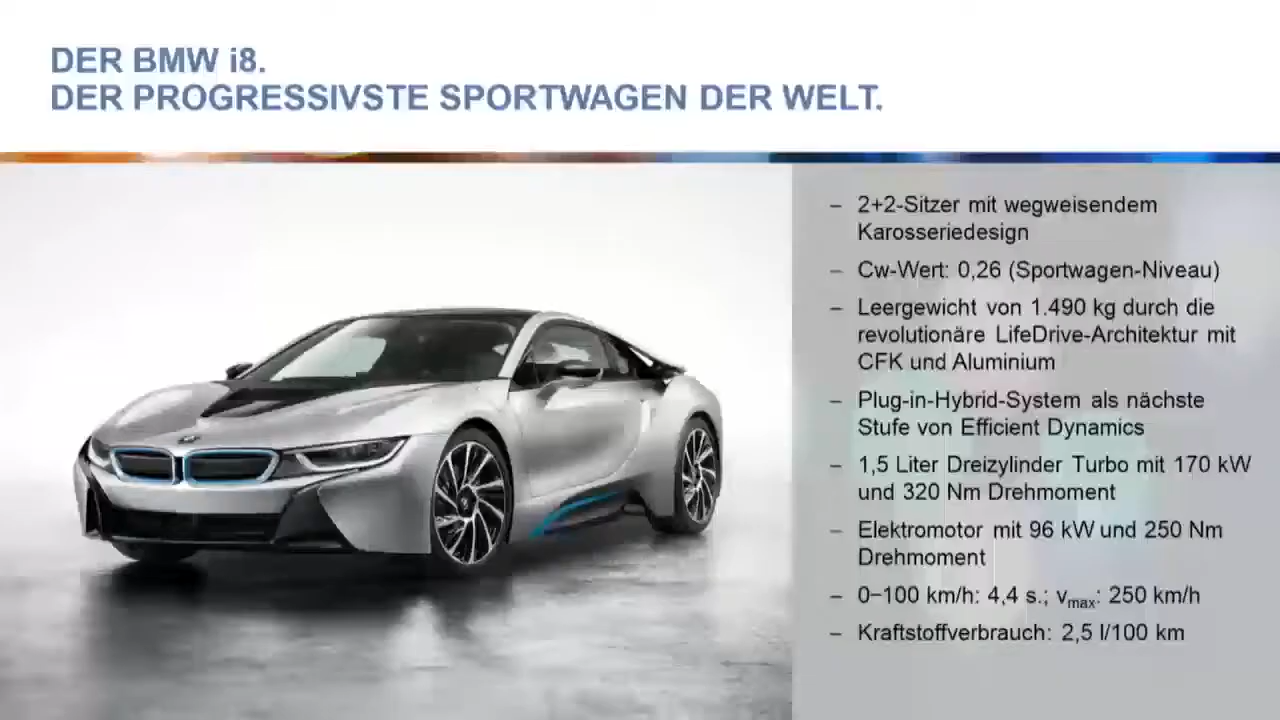 DER BMW i8.
DER PROGRESSIVSTE SPORTWAGEN DER WELT.
– 2+2-Sitzer mit wegweisendem
Karosseriedesign
– Cw-Wert: 0,26 (Sportwagen-Niveau)
– Leergewicht von 1.490 kg durch die
revolutionäre LifeDrive-Architektur mit
CFK und Aluminium
– Plug-in-Hybrid-System als nächste
Stufe von Efficient Dynamics
– 1,5 Liter Dreizylinder Turbo mit 170 kW
und 320 Nm Drehmoment
– Elektromotor mit 96 kW und 250 Nm
Drehmoment
– 0–100 km/h: 4,4 s.; vmax: 250 km/h
– Kraftstoffverbrauch: 2,5 l/100 km